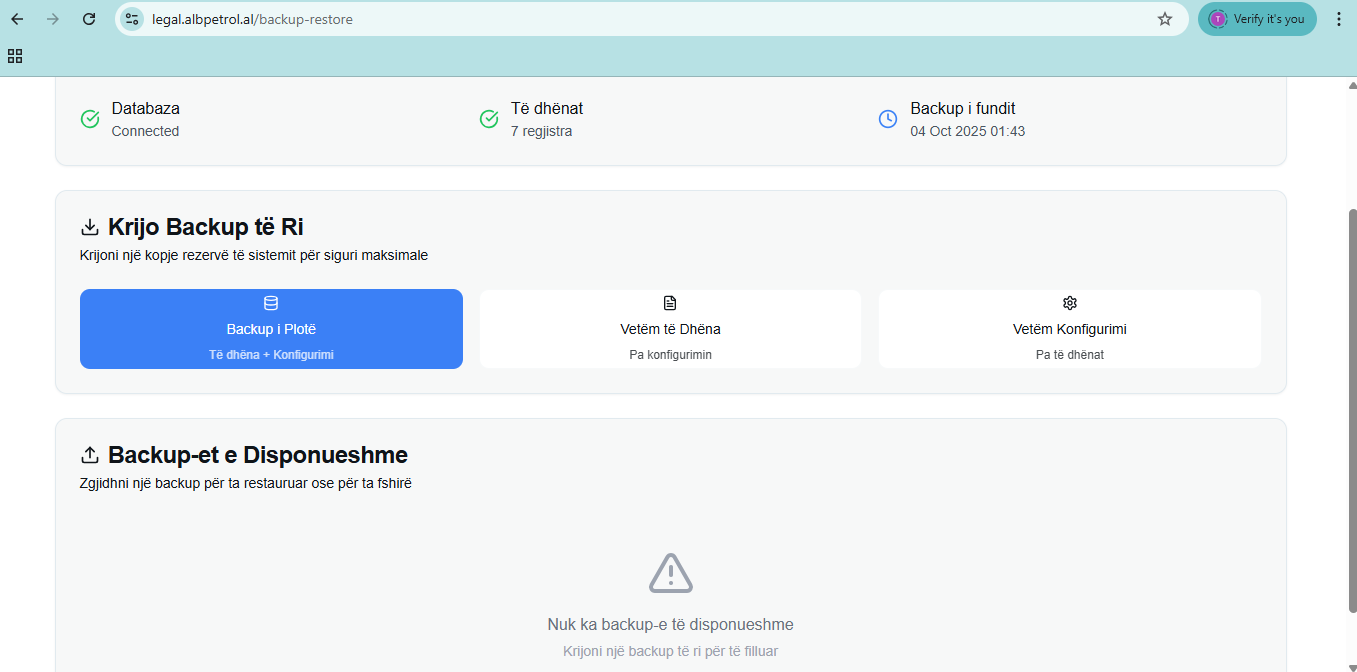 legal.albpetrol.al/backup-restore
T
Verify it's you
Databaza
Connected
Të dhënat
7 regjistra
Backup i fundit
04 Oct 2025 01:43
Krijo Backup të Ri
Krijoni një kopje rezervë të sistemit për siguri maksimale
Backup i Plotë
Të dhëna + Konfigurimi
Vetëm të Dhëna
Pa konfigurimin
Vetëm Konfigurimi
Pa të dhënat
Backup-et e Disponueshme
Zgjidhni një backup për ta restauruar ose për ta fshirë
Nuk ka backup-e të disponueshme
Krijoni një backup të ri për të filluar